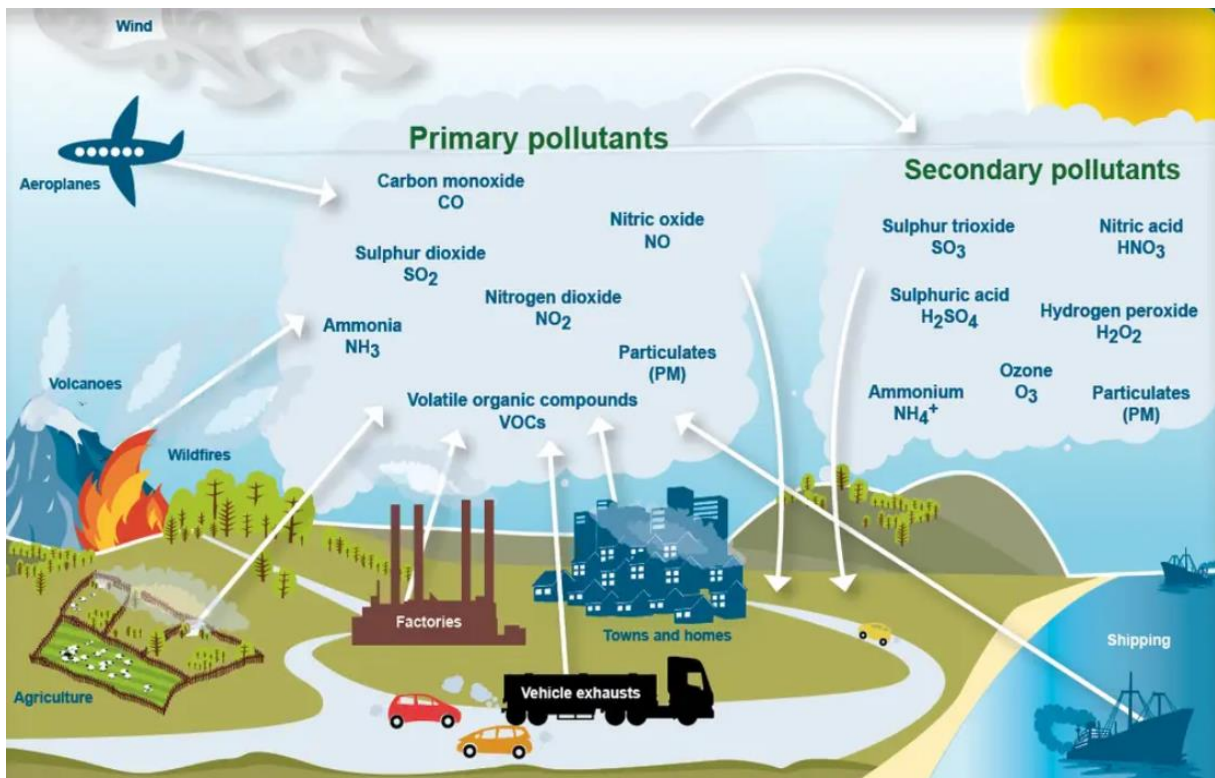 Wind
Aeroplanes
Primary pollutants
Carbon monoxide
CO
Nitric oxide
NO
Sulphur dioxide
SO2
Nitrogen dioxide
NO2
Ammonia
NH3
Particulates
(PM)
Volatile organic compounds
VOCs
Secondary pollutants
Sulphur trioxide
SO3
Nitric acid
HNO3
Sulphuric acid
H2SO4
Hydrogen peroxide
H2O2
Ozone
O3
Ammonium
NH4+
Particulates
(PM)
Volcanoes
Wildfires
Agriculture
Factories
Towns and homes
Vehicle exhausts
Shipping